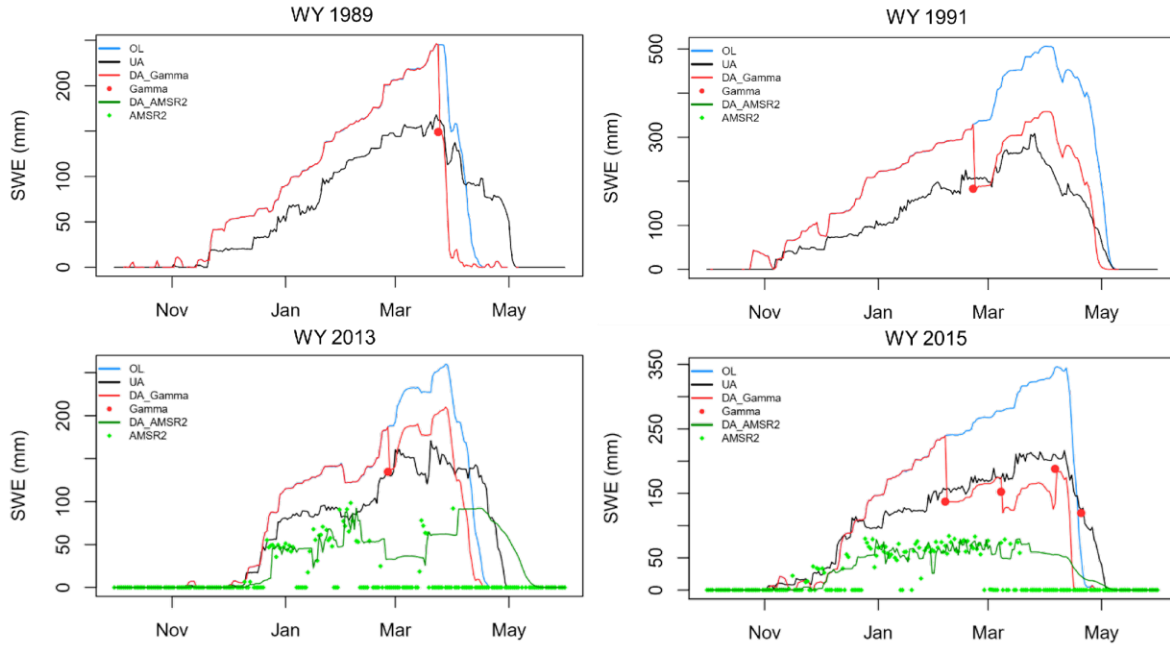 WY 1989
OL
UA
DA_Gamma
Gamma
DA_AMSR2
AMSR2
SWE (mm)
200
100
50
0
Nov
Jan
Mar
May
WY 1991
OL
UA
DA_Gamma
Gamma
DA_AMSR2
AMSR2
SWE (mm)
500
300
100
0
Nov
Jan
Mar
May
WY 2013
OL
UA
DA_Gamma
Gamma
DA_AMSR2
AMSR2
SWE (mm)
200
100
50
0
Nov
Jan
Mar
May
WY 2015
OL
UA
DA_Gamma
Gamma
DA_AMSR2
AMSR2
SWE (mm)
350
250
150
50
0
Nov
Jan
Mar
May